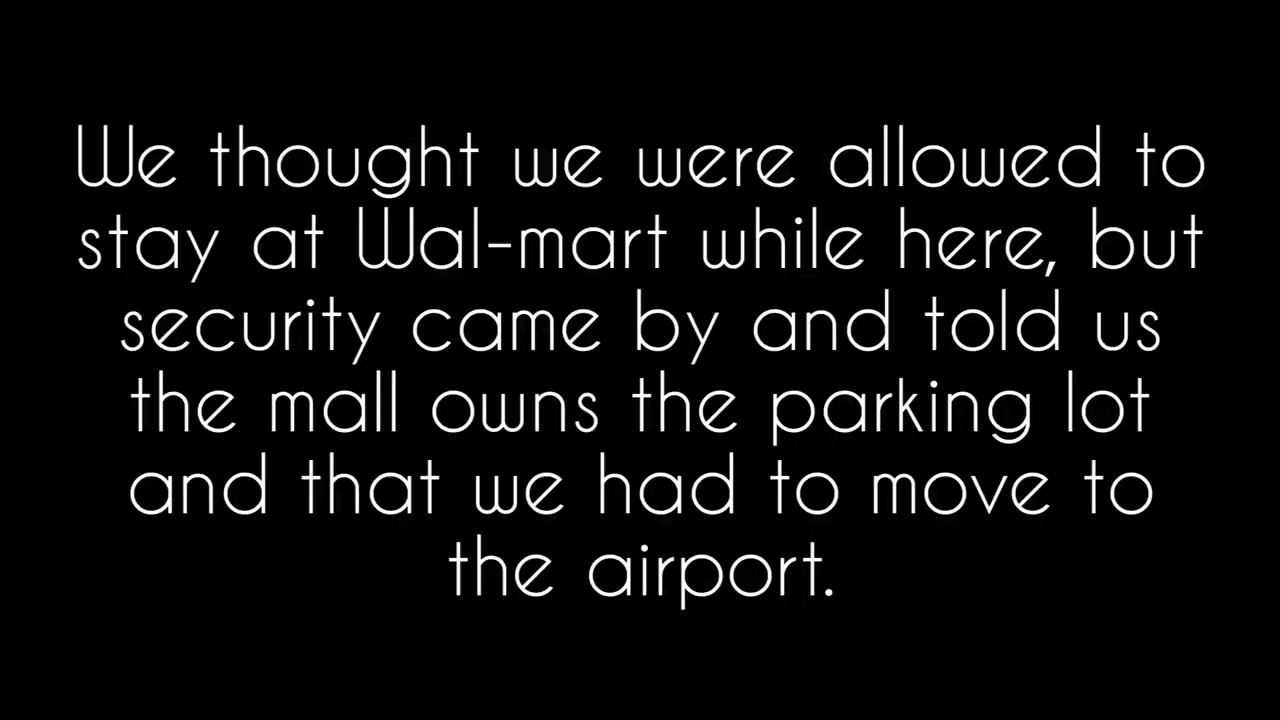 We thought we were allowed to
stay at Wal-mart while here, but
security came by and told us
the mall owns the parking lot
and that we had to move to
the airport.